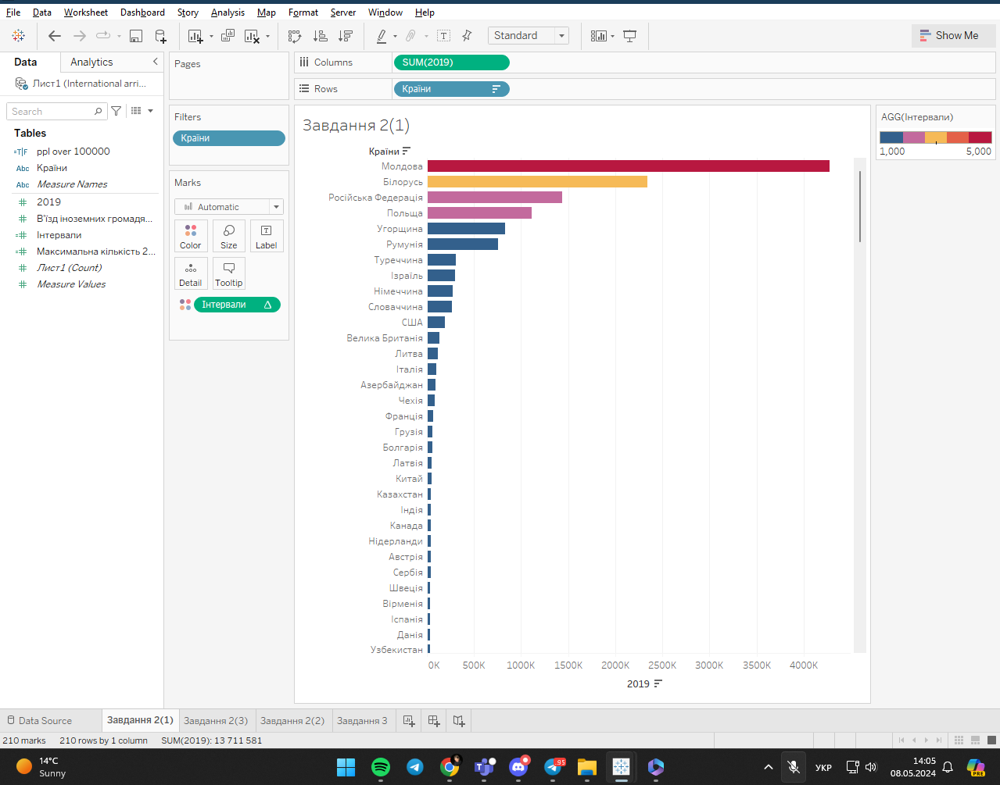 File Data Worksheet Dashboard Story Analysis Map Format Server Window Help
Standard
Show Me
Data Analytics
Лист1 (International arri...
Search
Tables
=T|F ppl over 100000
Abc Країни
Abc Measure Names
2019
В'їзд іноземних громадя...
Інтервали
Максимальна кількість 2...
Лист1 (Count)
Measure Values
Pages
Filters
Країни
Marks
Automatic
Color Size Label
Detail Tooltip
Інтервали
Columns SUM(2019)
Rows Країни
Завдання 2(1)
Країни
Молдова
Білорусь
Російська Федерація
Польща
Угорщина
Румунія
Туреччина
Ізраїль
Німеччина
Словаччина
США
Велика Британія
Литва
Італія
Азербайджан
Чехія
Франція
Грузія
Болгарія
Латвія
Китай
Казахстан
Індія
Канада
Нідерланди
Австрія
Сербія
Швеція
Вірменія
Іспанія
Данія
Узбекистан
0K 500K 1000K 1500K 2000K 2500K 3000K 3500K 4000K
2019
AGG(Інтервали)
1,000 5,000
Data Source Завдання 2(1) Завдання 2(3) Завдання 2(2) Завдання 3
210 marks 210 rows by 1 column SUM(2019): 13 711 581
14°C
Sunny
95
УКР
14:05
08.05.2024
PRE